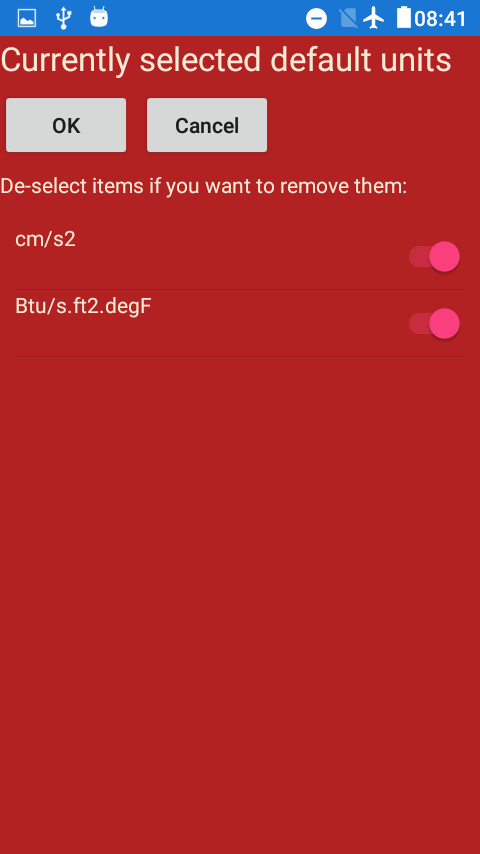 08:41
Currently selected default units
OK
Cancel
De-select items if you want to remove them:
cm/s2
Btu/s.ft2.degF